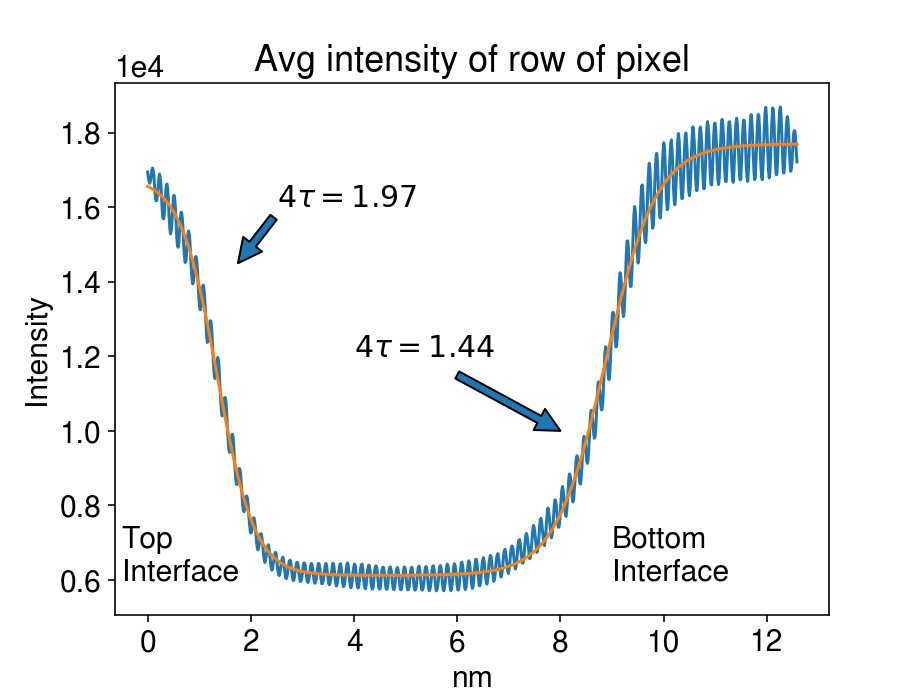 Avg intensity of row of pixel
1e4
1.8
1.6
1.4
1.2
1.0
0.8
0.6
Intensity
4τ = 1.97
4τ = 1.44
Top
Interface
Bottom
Interface
0 2 4 6 8 10 12
nm